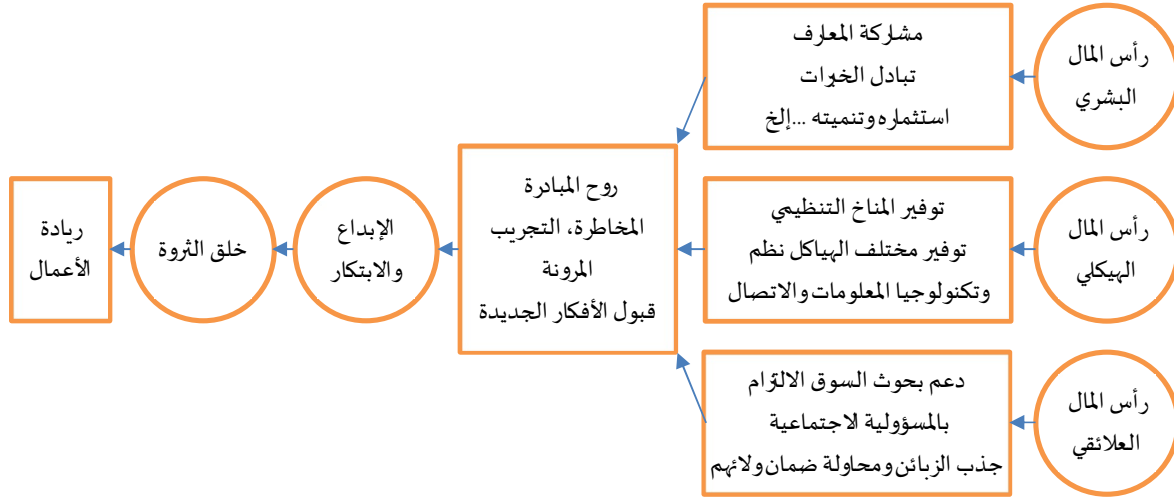 رأس المال
البشري
مشاركة المعارف
تبادل الخبرات
استثماره وتنميته ...إلخ
رأس المال
الهيكلي
توفير المناخ التنظيمي
توفير مختلف الهياكل نظم
وتكنولوجيا المعلومات والاتصال
رأس المال
العلائقي
دعم بحوث السوق الالتزام
بالمسؤولية الاجتماعية
جذب الزبائن ومحاولة ضمان ولائهم
روح المبادرة
المخاطرة، التجريب
المرونة
قبول الأفكار الجديدة
الإبداع
والابتكار
خلق الثروة
ريادة
الأعمال